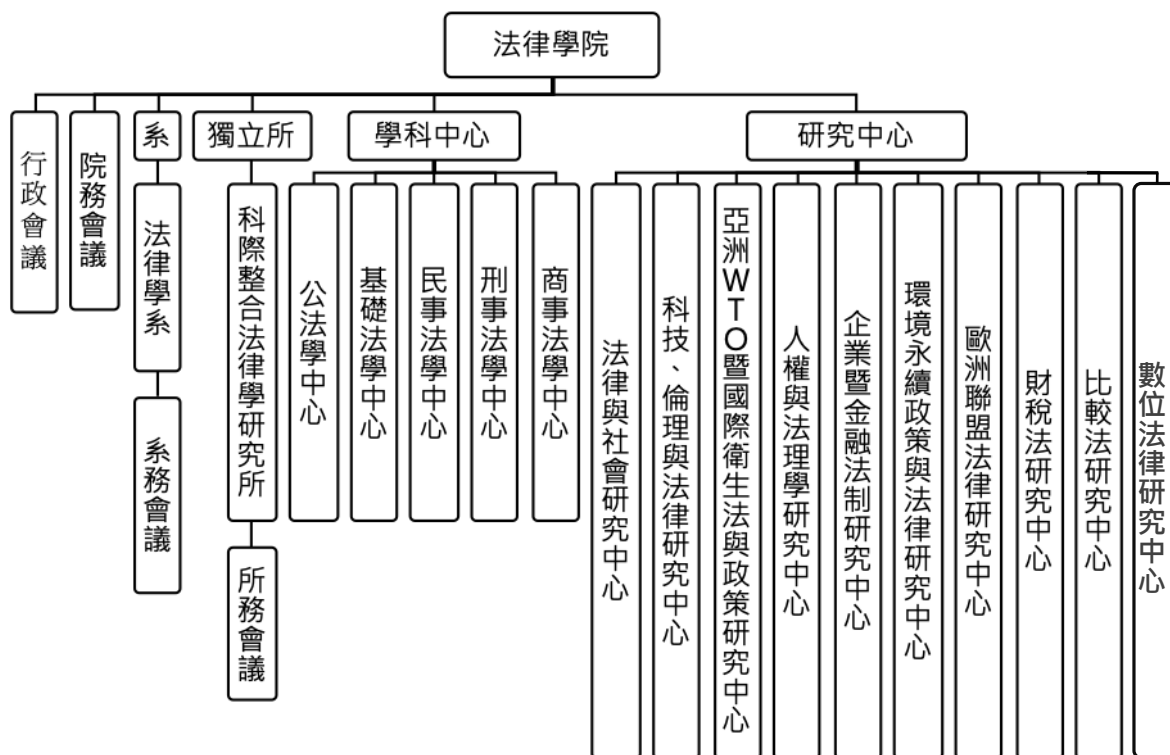 法律學院
行政會議
院務會議
系
獨立所
學科中心
研究中心
法律學系
系務會議
科際整合法律學研究所
所務會議
公法學中心
基礎法學中心
民事法學中心
刑事法學中心
商事法學中心
法律與社會研究中心
科技、倫理與法律研究中心
亞洲WTO暨國際衛生法與政策研究中心
人權與法理學研究中心
企業暨金融法制研究中心
環境永續政策與法律研究中心
歐洲聯盟法律研究中心
財稅法研究中心
比較法研究中心
數位法律研究中心